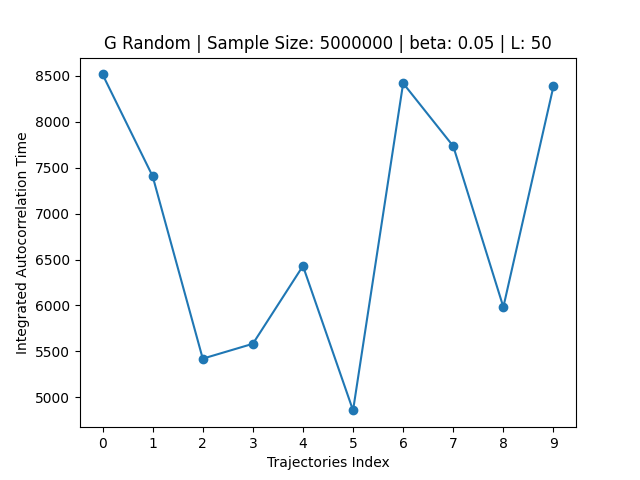 G Random | Sample Size: 5000000 | beta: 0.05 | L: 50
Integrated Autocorrelation Time
8500
8000
7500
7000
6500
6000
5500
5000
0 1 2 3 4 5 6 7 8 9
Trajectories Index